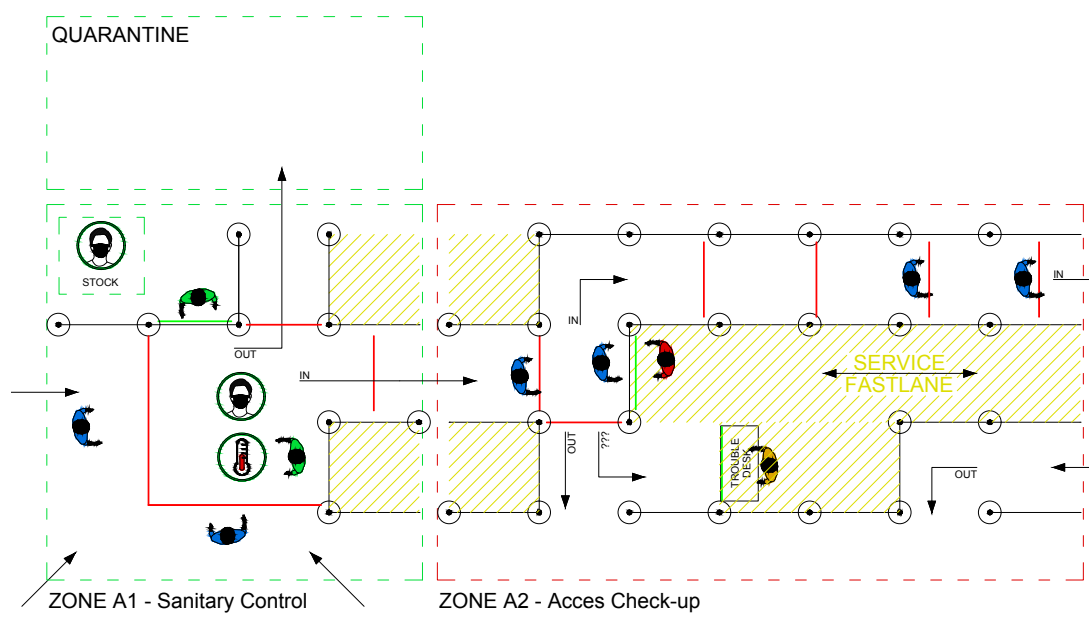 QUARANTINE
STOCK
OUT
IN
ZONE A1 - Sanitary Control
IN
IN
SERVICE
FASTLANE
OUT
???
TROUBLE
DESK
OUT
ZONE A2 - Acces Check-up